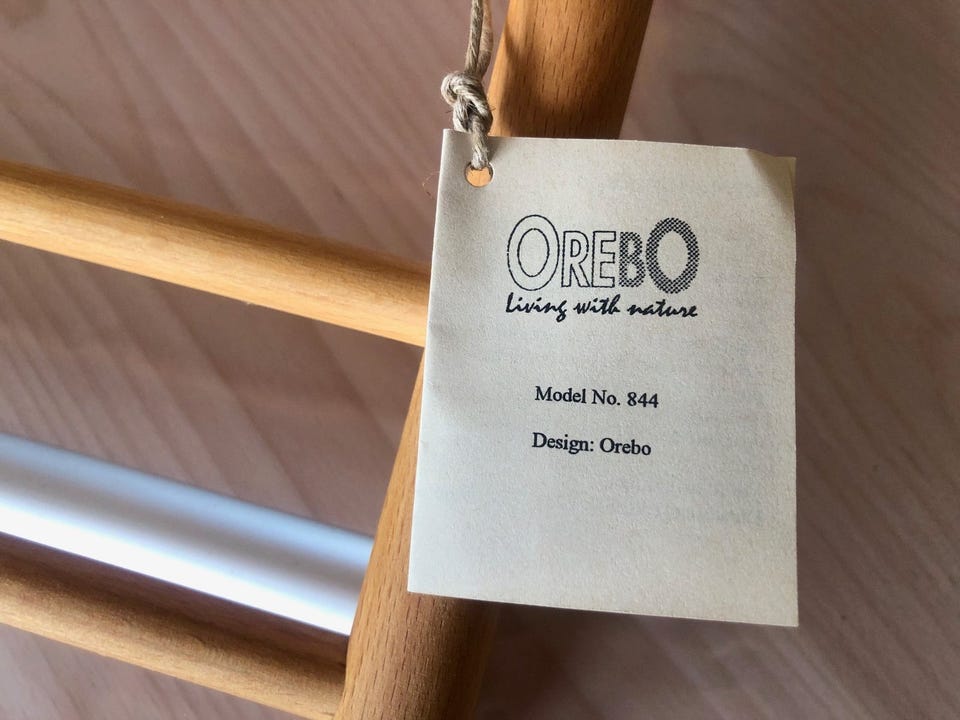 OREBO
Living with nature
Model No. 844
Design: Orebo